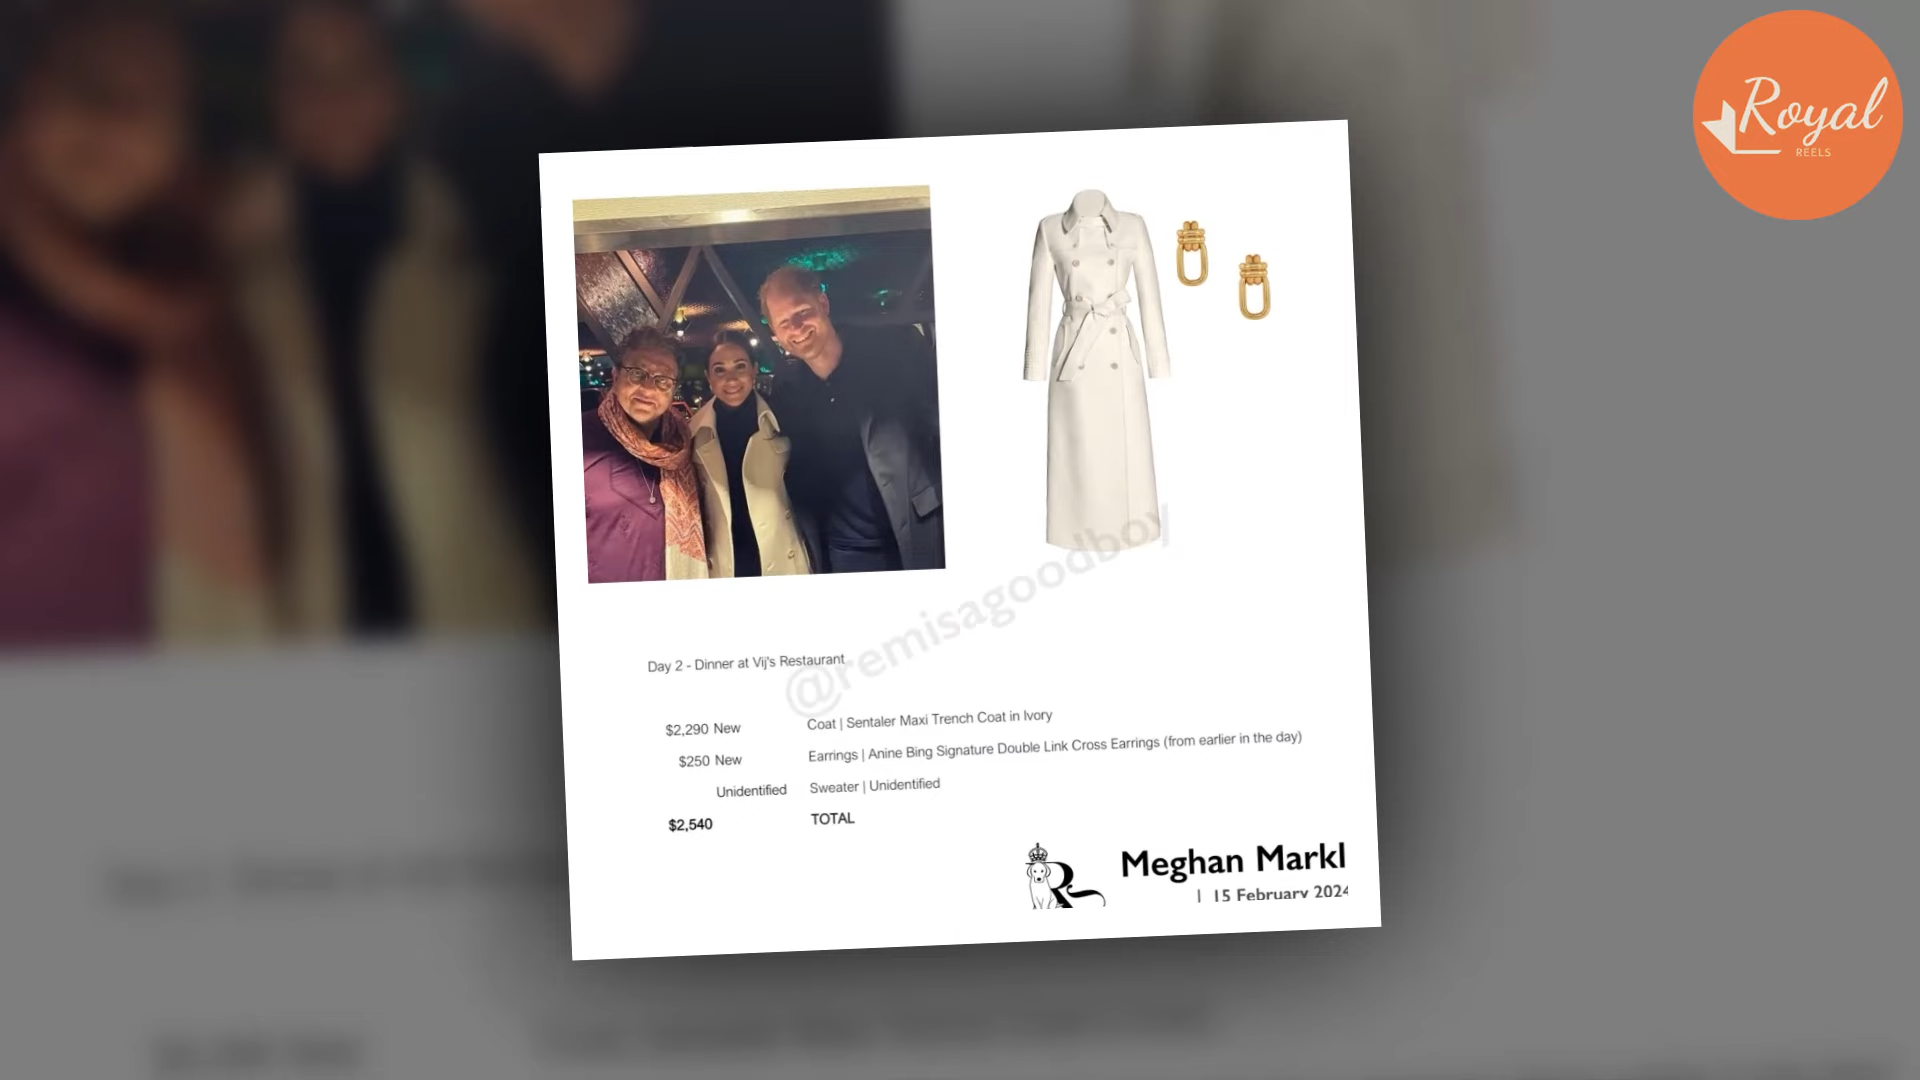 Royal
REELS
@remisagoodboy
Day 2 - Dinner at Vij's Restaurant
$2,290 New Coat | Sentaler Maxi Trench Coat in Ivory
$250 New Earrings | Anine Bing Signature Double Link Cross Earrings (from earlier in the day)
Unidentified Sweater | Unidentified
$2,540 TOTAL
R
Meghan Markl
| 15 February 2024